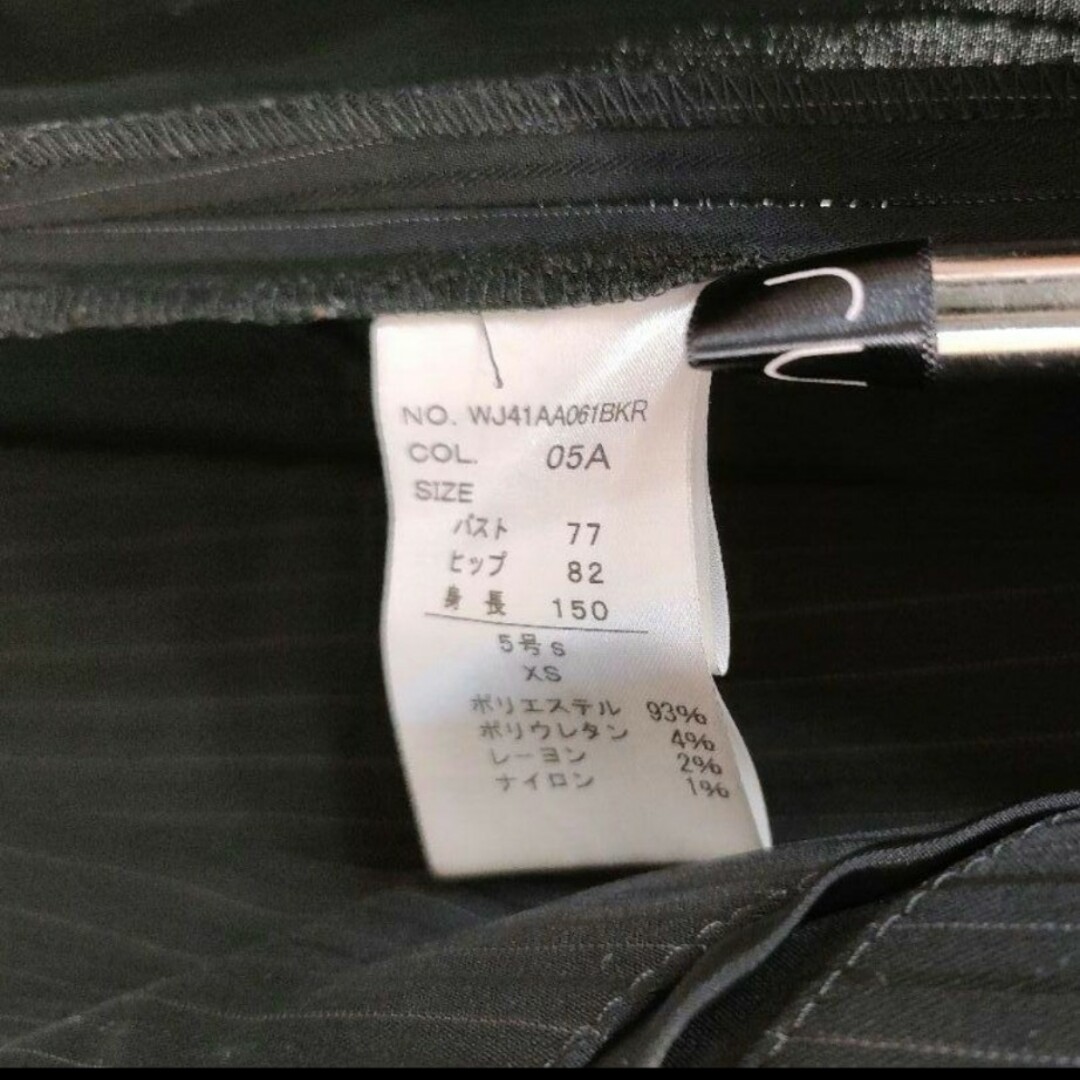 NO. WJ41AA061BKR
COL. 05A
SIZE
バスト 77
ヒップ 82
身長 150
5号 S
XS
ポリエステル 93%
ポリウレタン 4%
レーヨン 2%
ナイロン 1%